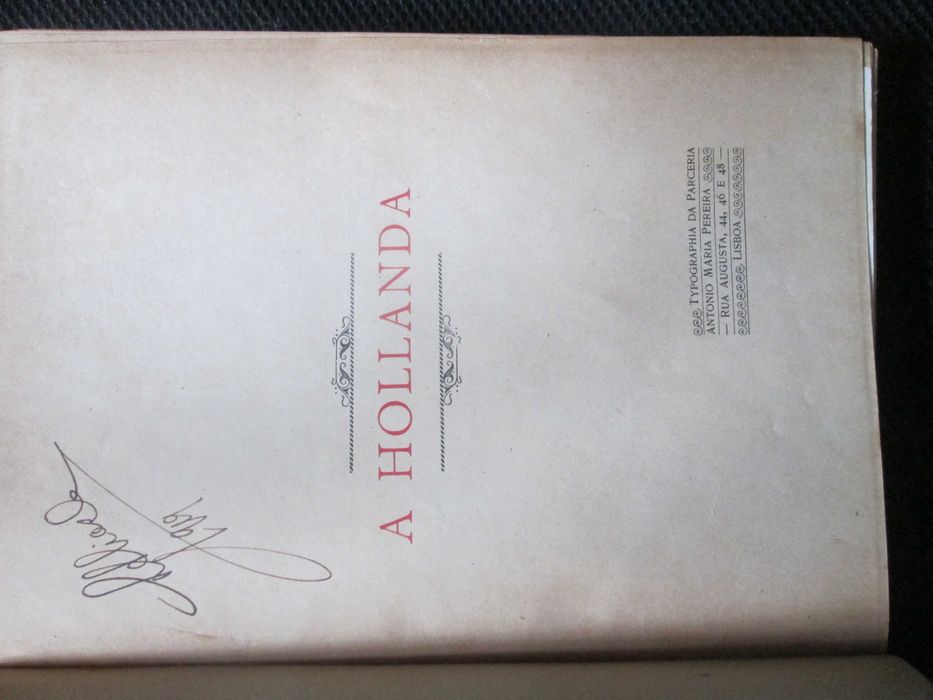 A HOLLANDA
TYPOGRAPHIA DA PARCERIA
ANTONIO MARIA PEREIRA
— RUA AUGUSTA, 44, 46 E 48 —
LISBOA